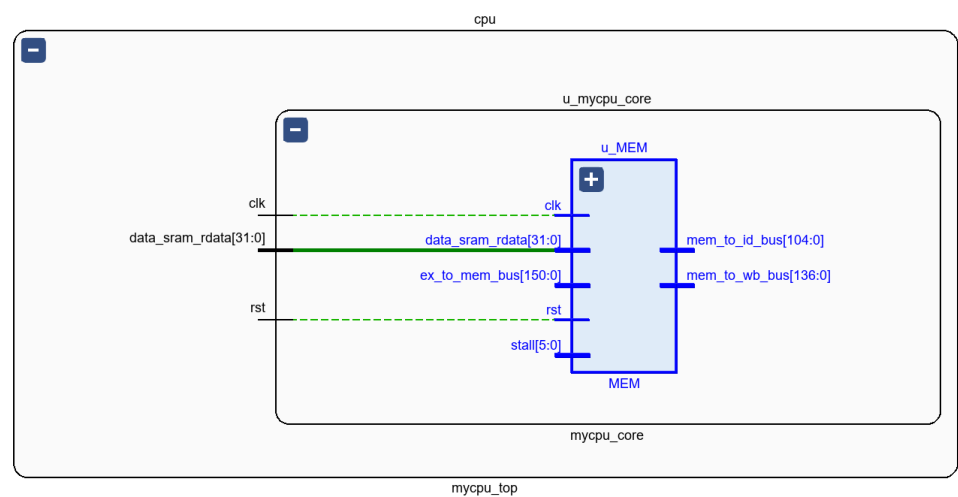 cpu
u_mycpu_core
u_MEM
clk
clk
data_sram_rdata[31:0]
data_sram_rdata[31:0]
mem_to_id_bus[104:0]
ex_to_mem_bus[150:0]
mem_to_wb_bus[136:0]
rst
rst
stall[5:0]
MEM
mycpu_core
mycpu_top